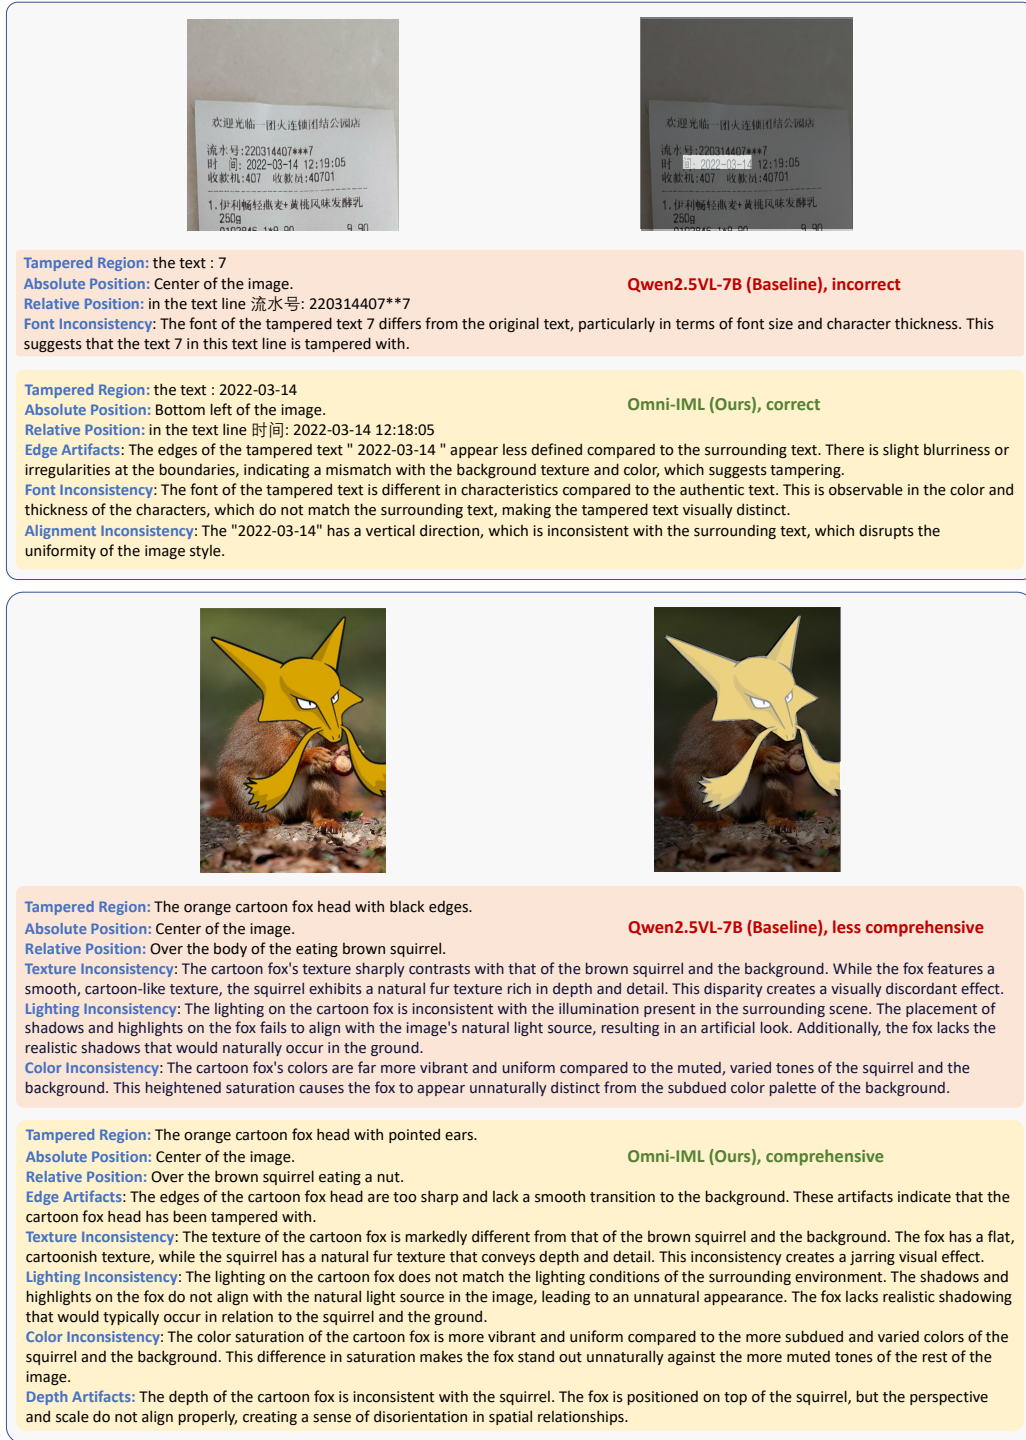 欢迎光临一团火连锁团结公园店
流水号:220314407***7
时 间: 2022-03-14 12:19:05
收款机:407 收款员:40701
1.伊利畅轻燕麦+黄桃风味发酵乳
250g
欢迎光临一团火连锁团结公园店
流水号:220314407***7
时 间: 2022-03-14 12:19:05
收款机:407 收款员:40701
1.伊利畅轻燕麦+黄桃风味发酵乳
250g
Tampered Region: the text : 7
Absolute Position: Center of the image.
Qwen2.5VL-7B (Baseline), incorrect
Relative Position: in the text line 流水号: 220314407**7
Font Inconsistency: The font of the tampered text 7 differs from the original text, particularly in terms of font size and character thickness. This
suggests that the text 7 in this text line is tampered with.
Tampered Region: the text : 2022-03-14
Absolute Position: Bottom left of the image.
Omni-IML (Ours), correct
Relative Position: in the text line 时间: 2022-03-14 12:18:05
Edge Artifacts: The edges of the tampered text " 2022-03-14 " appear less defined compared to the surrounding text. There is slight blurriness or
irregularities at the boundaries, indicating a mismatch with the background texture and color, which suggests tampering.
Font Inconsistency: The font of the tampered text is different in characteristics compared to the authentic text. This is observable in the color and
thickness of the characters, which do not match the surrounding text, making the tampered text visually distinct.
Alignment Inconsistency: The "2022-03-14" has a vertical direction, which is inconsistent with the surrounding text, which disrupts the
uniformity of the image style.
Tampered Region: The orange cartoon fox head with black edges.
Absolute Position: Center of the image.
Qwen2.5VL-7B (Baseline), less comprehensive
Relative Position: Over the body of the eating brown squirrel.
Texture Inconsistency: The cartoon fox's texture sharply contrasts with that of the brown squirrel and the background. While the fox features a
smooth, cartoon-like texture, the squirrel exhibits a natural fur texture rich in depth and detail. This disparity creates a visually discordant effect.
Lighting Inconsistency: The lighting on the cartoon fox is inconsistent with the illumination present in the surrounding scene. The placement of
shadows and highlights on the fox fails to align with the image's natural light source, resulting in an artificial look. Additionally, the fox lacks the
realistic shadows that would naturally occur in the ground.
Color Inconsistency: The cartoon fox's colors are far more vibrant and uniform compared to the muted, varied tones of the squirrel and the
background. This heightened saturation causes the fox to appear unnaturally distinct from the subdued color palette of the background.
Tampered Region: The orange cartoon fox head with pointed ears.
Absolute Position: Center of the image.
Omni-IML (Ours), comprehensive
Relative Position: Over the brown squirrel eating a nut.
Edge Artifacts: The edges of the cartoon fox head are too sharp and lack a smooth transition to the background. These artifacts indicate that the
cartoon fox head has been tampered with.
Texture Inconsistency: The texture of the cartoon fox is markedly different from that of the brown squirrel and the background. The fox has a flat,
cartoonish texture, while the squirrel has a natural fur texture that conveys depth and detail. This inconsistency creates a jarring visual effect.
Lighting Inconsistency: The lighting on the cartoon fox does not match the lighting conditions of the surrounding environment. The shadows and
highlights on the fox do not align with the natural light source in the image, leading to an unnatural appearance. The fox lacks realistic shadowing
that would typically occur in relation to the squirrel and the ground.
Color Inconsistency: The color saturation of the cartoon fox is more vibrant and uniform compared to the more subdued and varied colors of the
squirrel and the background. This difference in saturation makes the fox stand out unnaturally against the more muted tones of the rest of the
image.
Depth Artifacts: The depth of the cartoon fox is inconsistent with the squirrel. The fox is positioned on top of the squirrel, but the perspective
and scale do not align properly, creating a sense of disorientation in spatial relationships.